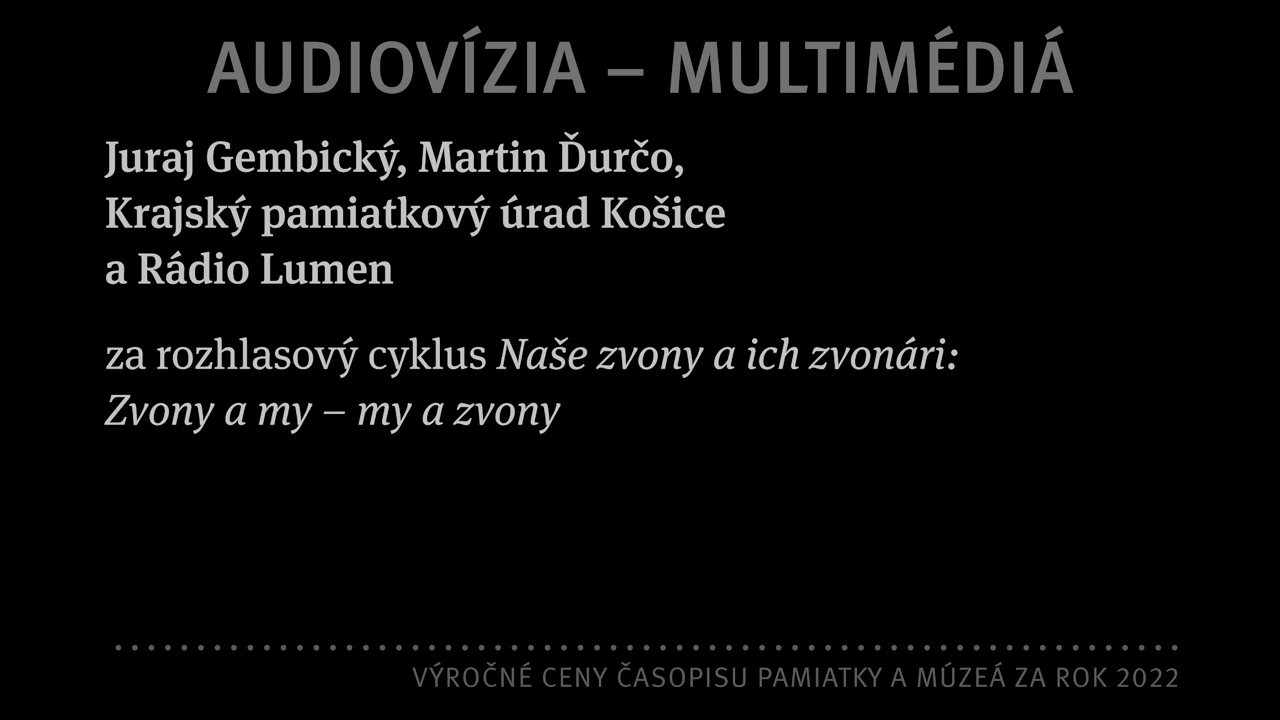 AUDIOVÍZIA – MULTIMÉDIÁ
Juraj Gembický, Martin Ďurčo,
Krajský pamiatkový úrad Košice
a Rádio Lumen
za rozhlasový cyklus Naše zvony a ich zvonári:
Zvony a my – my a zvony
VÝROČNÉ CENY ČASOPISU PAMIATKY A MÚZEÁ ZA ROK 2022